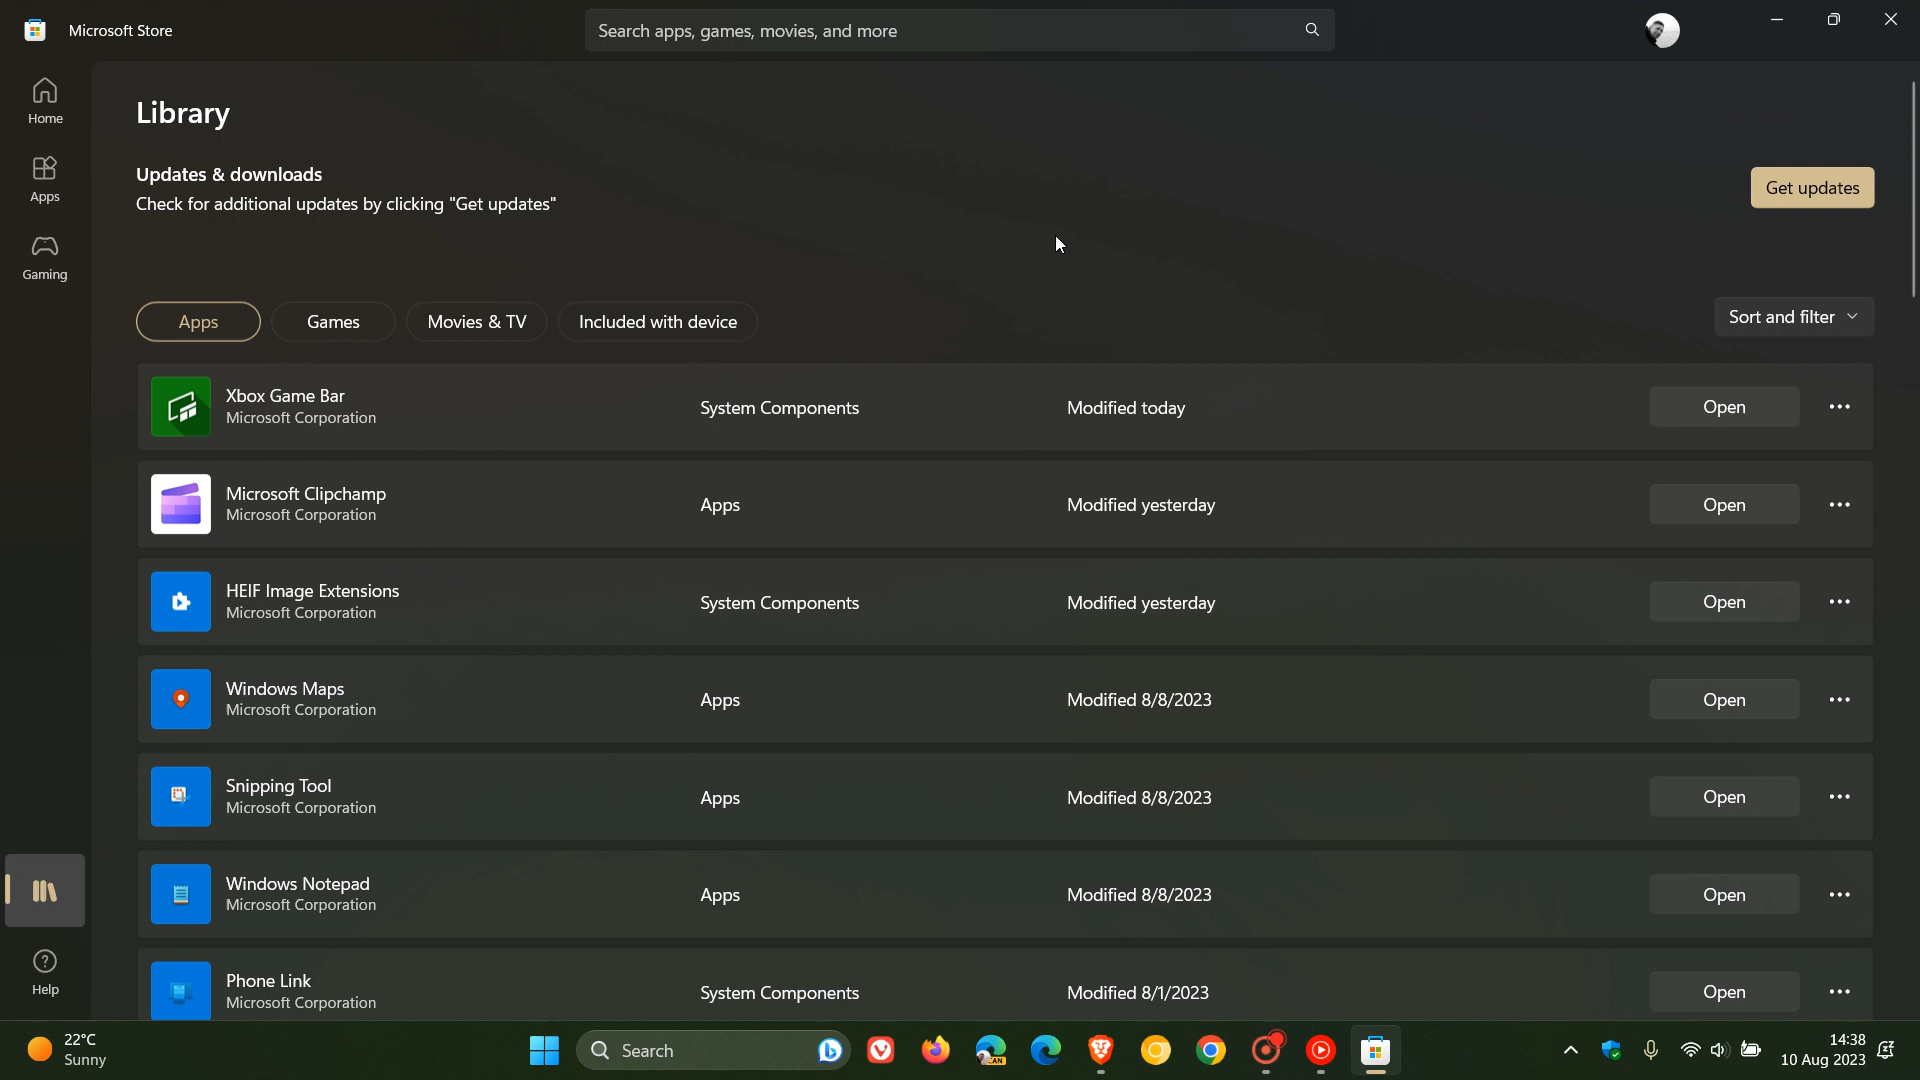 Microsoft Store
Search apps, games, movies, and more
Home
Apps
Gaming
Library
Updates & downloads
Check for additional updates by clicking "Get updates"
Get updates
Apps
Games
Movies & TV
Included with device
Sort and filter
Xbox Game Bar
Microsoft Corporation
System Components
Modified today
Open
Microsoft Clipchamp
Microsoft Corporation
Apps
Modified yesterday
Open
HEIF Image Extensions
Microsoft Corporation
System Components
Modified yesterday
Open
Windows Maps
Microsoft Corporation
Apps
Modified 8/8/2023
Open
Snipping Tool
Microsoft Corporation
Apps
Modified 8/8/2023
Open
Windows Notepad
Microsoft Corporation
Apps
Modified 8/8/2023
Open
Phone Link
Microsoft Corporation
System Components
Modified 8/1/2023
Open
Help
22°C
Sunny
Search
CAN
14:38
10 Aug 2023